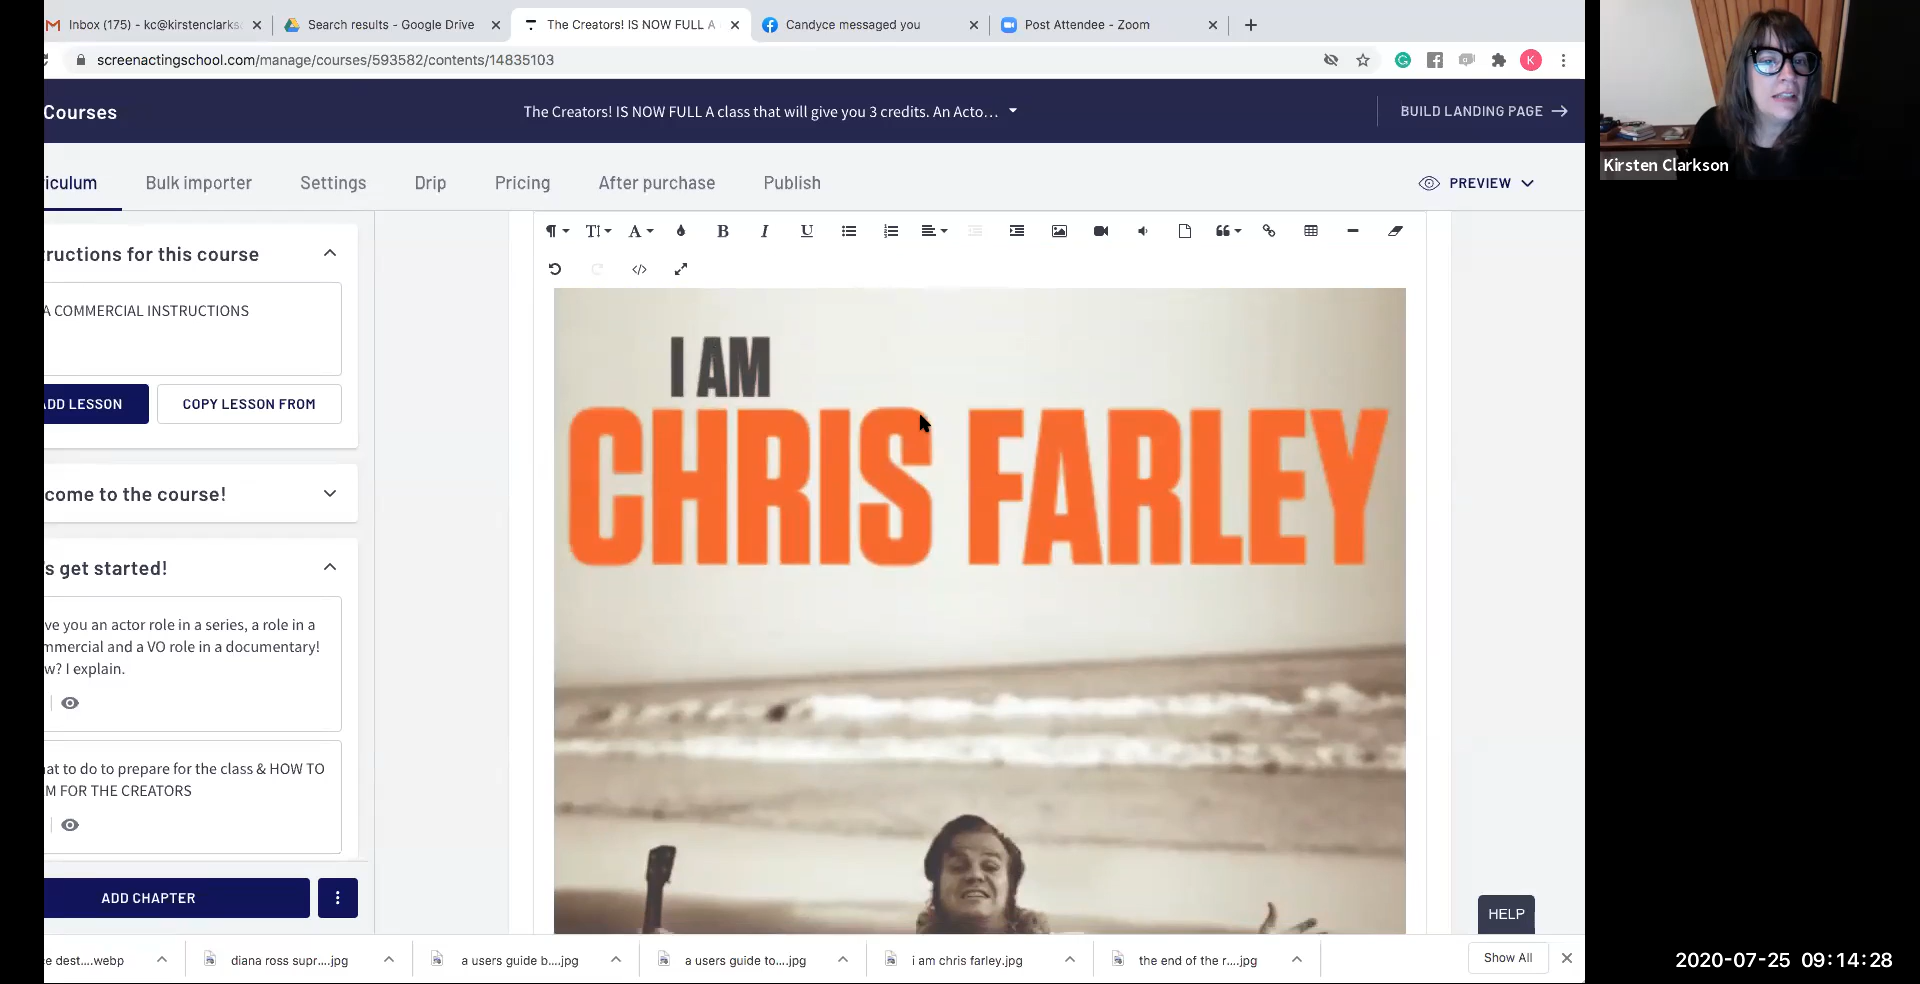 Inbox (175) - kc@kirstenclarks
Search results - Google Drive
The Creators! IS NOW FULL A
Candyce messaged you
Post Attendee - Zoom
screenactingschool.com/manage/courses/593582/contents/14835103
K
Courses
The Creators! IS NOW FULL A class that will give you 3 credits. An Acto...
BUILD LANDING PAGE
iculum
Bulk importer
Settings
Drip
Pricing
After purchase
Publish
PREVIEW
tructions for this course
A COMMERCIAL INSTRUCTIONS
ADD LESSON
COPY LESSON FROM
come to the course!
s get started!
ve you an actor role in a series, a role in a
mmercial and a VO role in a documentary!
w? I explain.
at to do to prepare for the class & HOW TO
M FOR THE CREATORS
ADD CHAPTER
I AM
CHRIS FARLEY
HELP
e dest....webp
diana ross supr....jpg
a users guide b....jpg
a users guide to....jpg
i am chris farley.jpg
the end of the r....jpg
Show All
Kirsten Clarkson
2020-07-25 09:14:28